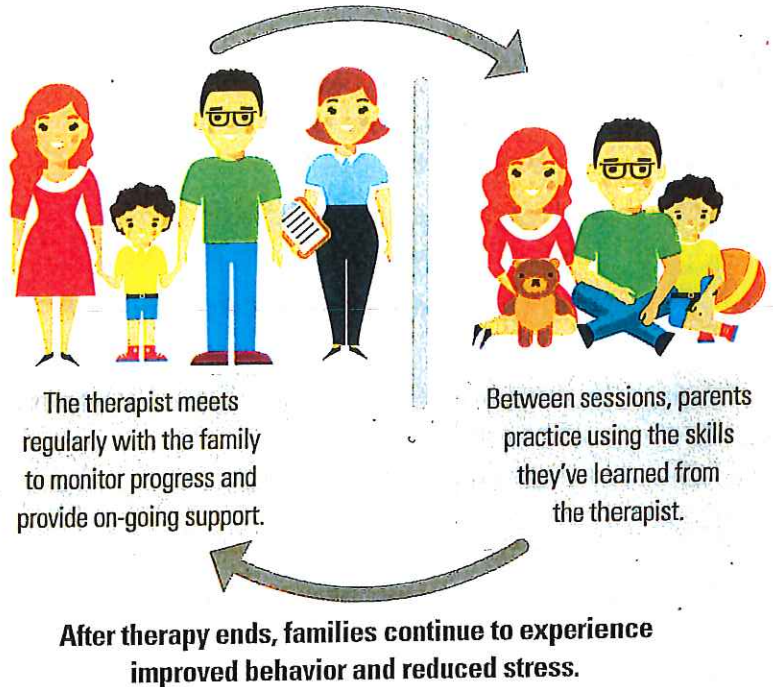 The therapist meets
regularly with the family
to monitor progress and
provide on-going support.
Between sessions, parents
practice using the skills
they've learned from
the therapist.
After therapy ends, families continue to experience
improved behavior and reduced stress.